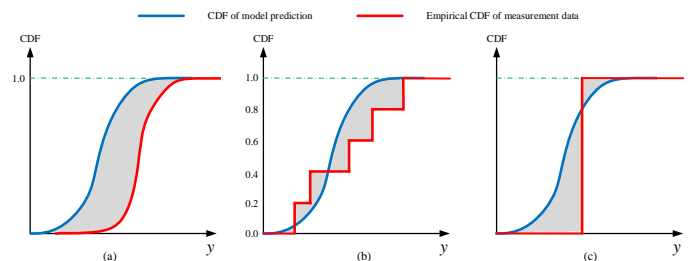 CDF of model prediction
Empirical CDF of measurement data
CDF
1.0
y
(a)
CDF
1.0
0.8
0.6
0.4
0.2
0.0
y
(b)
CDF
y
(c)